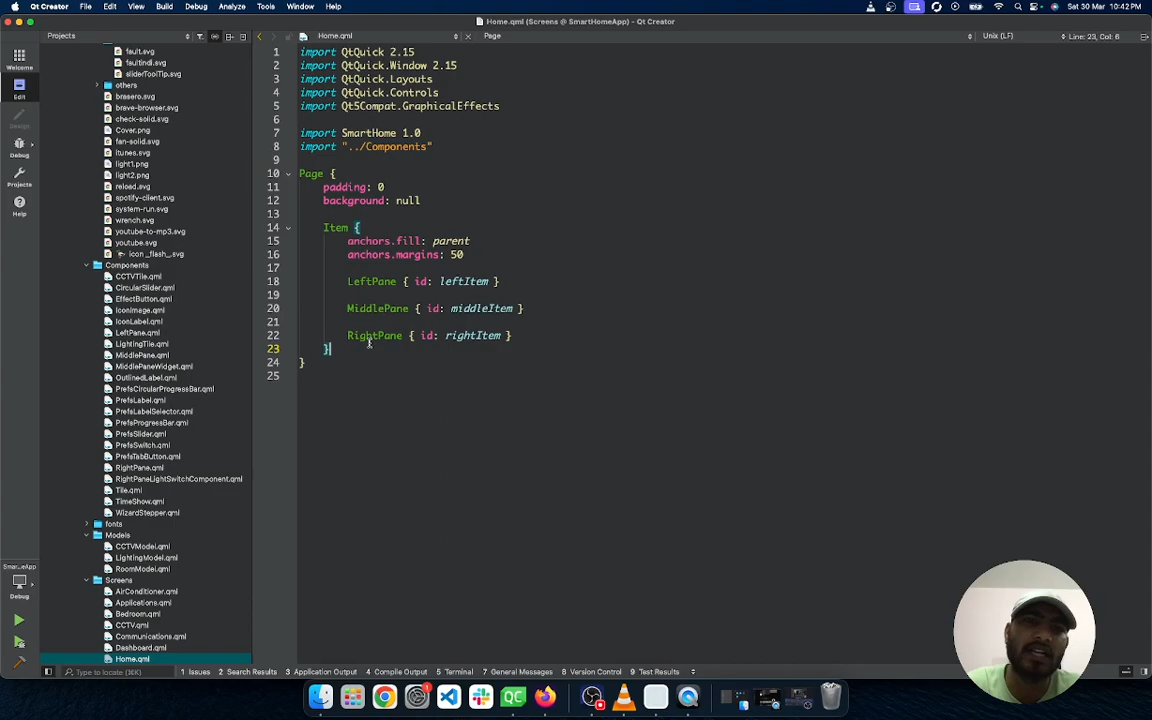 Qt Creator File Edit View Build Debug Analyze Tools Window Help Sat 30 Mar 10:42 PM
Home.qml (Screens @ SmartHomeApp) - Qt Creator
Projects
Home.qml
Page
Unix (LF)
Line: 23, Col: 6
Welcome
Edit
Design
Debug
Projects
Help
fault.svg
faultindi.svg
sliderToolTip.svg
others
brasero.svg
brave-browser.svg
check-solid.svg
Cover.png
fan-solid.svg
itunes.svg
light1.png
light2.png
reload.svg
spotify-client.svg
system-run.svg
wrench.svg
youtube-to-mp3.svg
youtube.svg
icon _flash_.svg
Components
CCTVTile.qml
CircularSlider.qml
EffectButton.qml
IconImage.qml
IconLabel.qml
LeftPane.qml
LightingTile.qml
MiddlePane.qml
MiddlePaneWidget.qml
OutlinedLabel.qml
PrefsCircularProgressBar.qml
PrefsLabel.qml
PrefsLabelSelector.qml
PrefsProgressBar.qml
PrefsSlider.qml
PrefsSwitch.qml
PrefsTabButton.qml
RightPane.qml
RightPaneLightSwitchComponent.qml
Tile.qml
TimeShow.qml
WizardStepper.qml
fonts
Models
CCTVModel.qml
LightingModel.qml
RoomModel.qml
Screens
AirConditioner.qml
Applications.qml
Bedroom.qml
CCTV.qml
Communications.qml
Dashboard.qml
Home.qml
1 import QtQuick 2.15
2 import QtQuick.Window 2.15
3 import QtQuick.Layouts
4 import QtQuick.Controls
5 import Qt5Compat.GraphicalEffects
6
7 import SmartHome 1.0
8 import "../Components"
9
10 Page {
11 padding: 0
12 background: null
13
14 Item {
15 anchors.fill: parent
16 anchors.margins: 50
17
18 LeftPane { id: leftItem }
19
20 MiddlePane { id: middleItem }
21
22 RightPane { id: rightItem }
23 }
24 }
25
Smar...eApp
Debug
Type to locate (⌘K)
1 Issues 2 Search Results 3 Application Output 4 Compile Output 5 Terminal 7 General Messages 8 Version Control 9 Test Results
QC
1